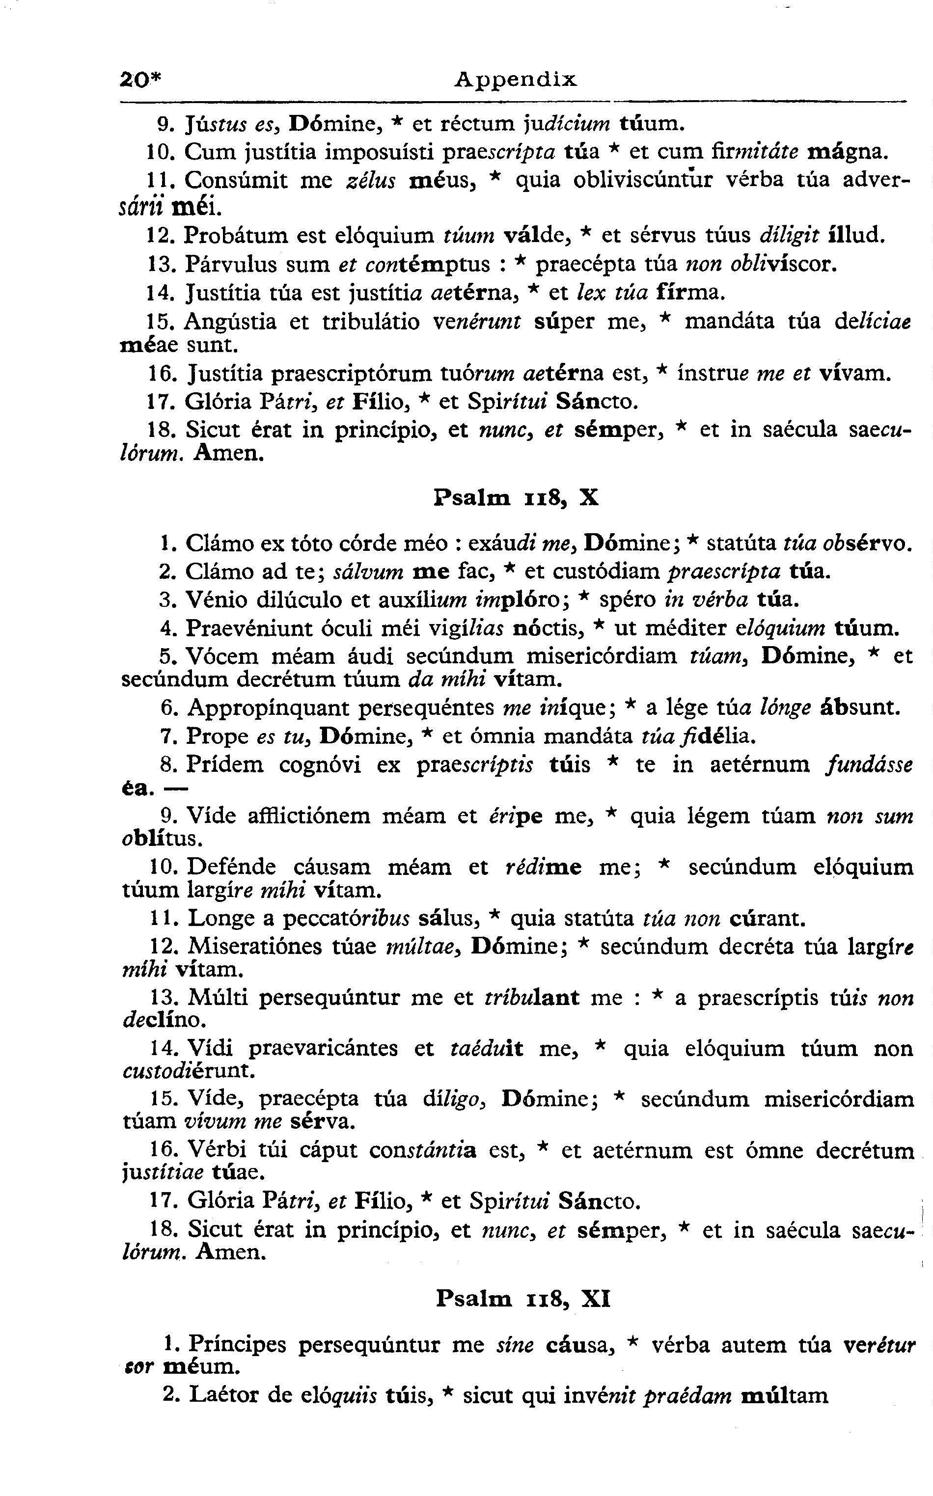 20* Appendix
9. Jústus es, Dómine, * et réctum judícium túum.
10. Cum justítia imposuísti praescrípta túa * et cum firmitáte mágna.
11. Consúmit me zélus méus, * quia obliviscúntur vérba túa adver-
sárii méi.
12. Probátum est elóquium túum válde, * et sérvus túus díligit íllud.
13. Párvulus sum et contémptus : * praecépta túa non oblivíscor.
14. Justítia túa est justítia aetérna, * et lex túa fírma.
15. Angústia et tribulátio venérunt súper me, * mandáta túa delíciae
méae sunt.
16. Justítia praescriptórum tuórum aetérna est, * ínstrue me et vívam.
17. Glória Pátri, et Fílio, * et Spirítui Sáncto.
18. Sicut érat in princípio, et nunc, et sémper, * et in saécula saecu-
lórum. Amen.
Psalm 118, X
1. Clámo ex tóto córde méo : exáudi me, Dómine; * statúta túa obsérvo.
2. Clámo ad te; sálvum me fac, * et custódiam praescrípta túa.
3. Vénio dilúculo et auxílium implóro; * spéro in vérba túa.
4. Praevéniunt óculi méi vigílias nóctis, * ut méditer elóquium túum.
5. Vócem méam áudi secúndum misericórdiam túam, Dómine, * et
secúndum decrétum túum da míhi vítam.
6. Appropínquant persequéntes me iníque; * a lége túa lónge ábsunt.
7. Prope es tu, Dómine, * et ómnia mandáta túa fidélia.
8. Prídem cognóvi ex praescríptis túis * te in aetérnum fundásse
éa. —
9. Víde afflictiónem méam et éripe me, * quia légem túam non sum
oblítus.
10. Defénde cáusam méam et rédime me; * secúndum elóquium
túum largíre míhi vítam.
11. Longe a peccatóribus sálus, * quia statúta túa non cúrant.
12. Miseratiónes túae múltae, Dómine; * secúndum decréta túa largíre
míhi vítam.
13. Múlti persequúntur me et tríbulant me : * a praescríptis túis non
declíno.
14. Vídi praevaricántes et taéduit me, * quia elóquium túum non
custodiérunt.
15. Víde, praecépta túa díligo, Dómine; * secúndum misericórdiam
túam vívum me sérva.
16. Vérbi túi cáput constántia est, * et aetérnum est ómne decrétum
justítiae túae.
17. Glória Pátri, et Fílio, * et Spirítui Sáncto.
18. Sicut érat in princípio, et nunc, et sémper, * et in saécula saecu-
lórum. Amen.
Psalm 118, XI
1. Príncipes persequúntur me síne cáusa, * vérba autem túa verétur
cor méum.
2. Laétor de elóquiis túis, * sicut qui invénit praédam múltam